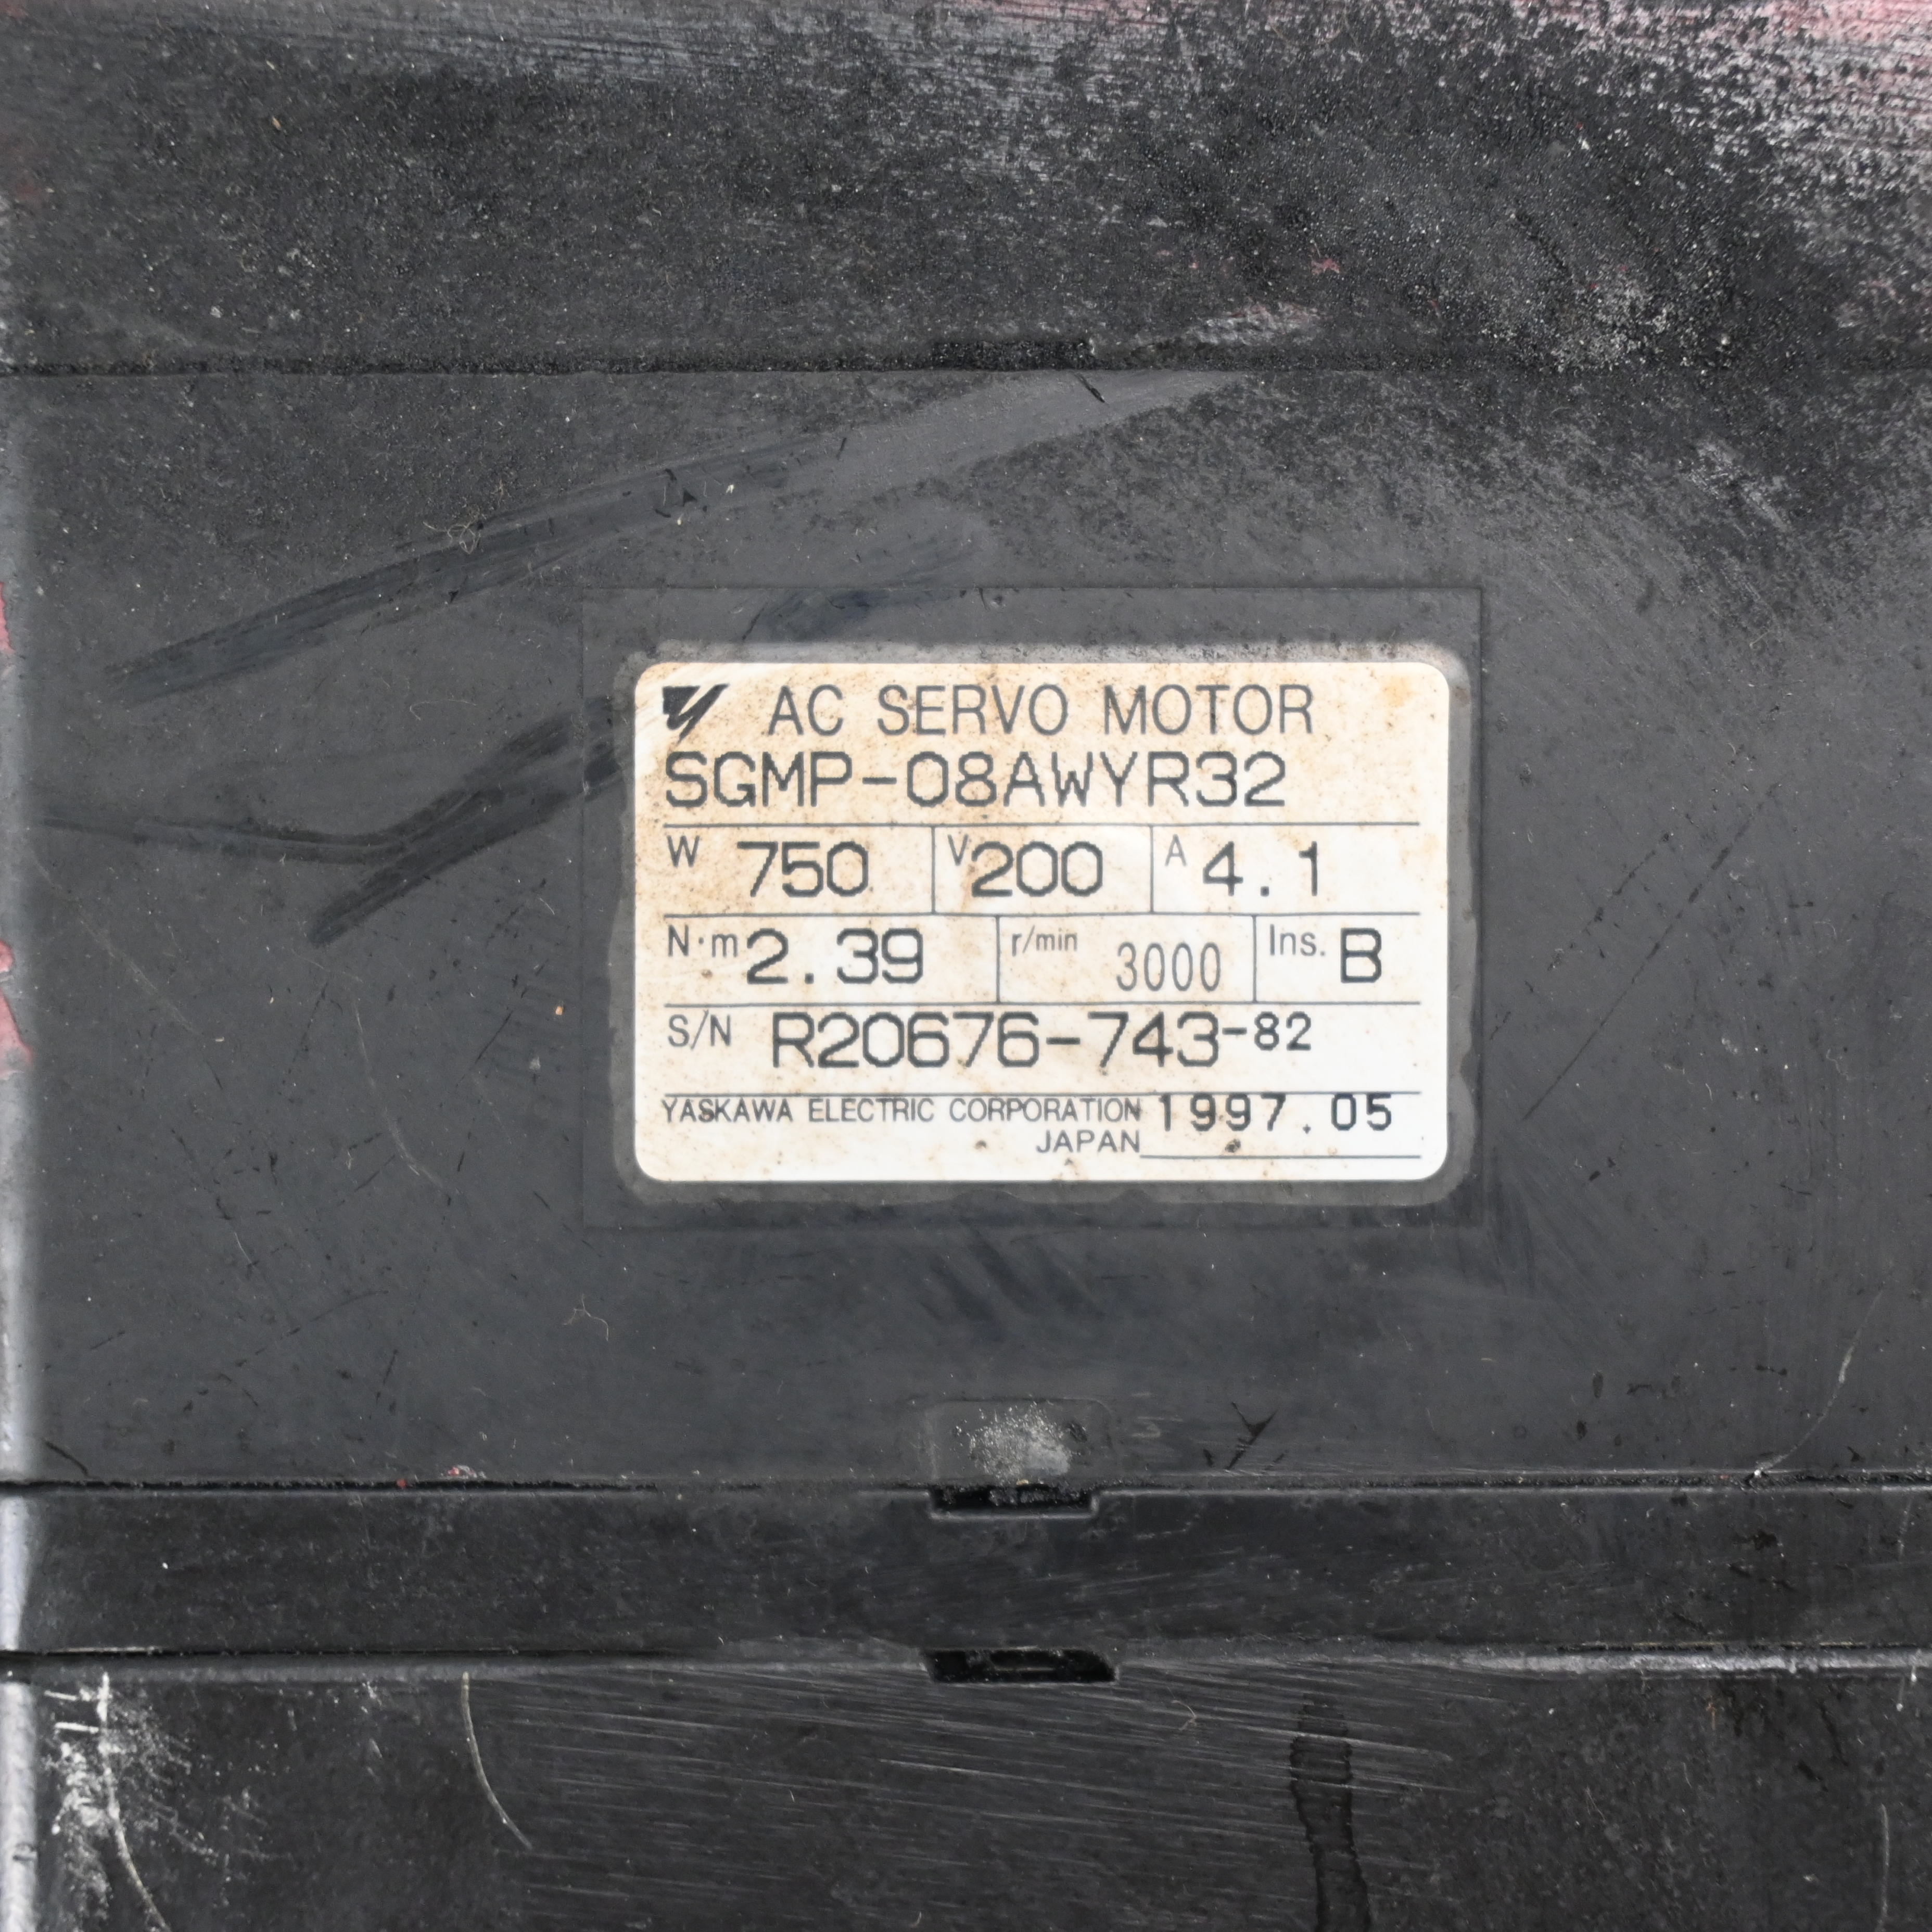 AC SERVO MOTOR
SGMP-08AWYR32
W 750 V 200 A 4.1
N·m 2.39 r/min 3000 Ins. B
S/N R20676-743-82
YASKAWA ELECTRIC CORPORATION 1997.05
JAPAN